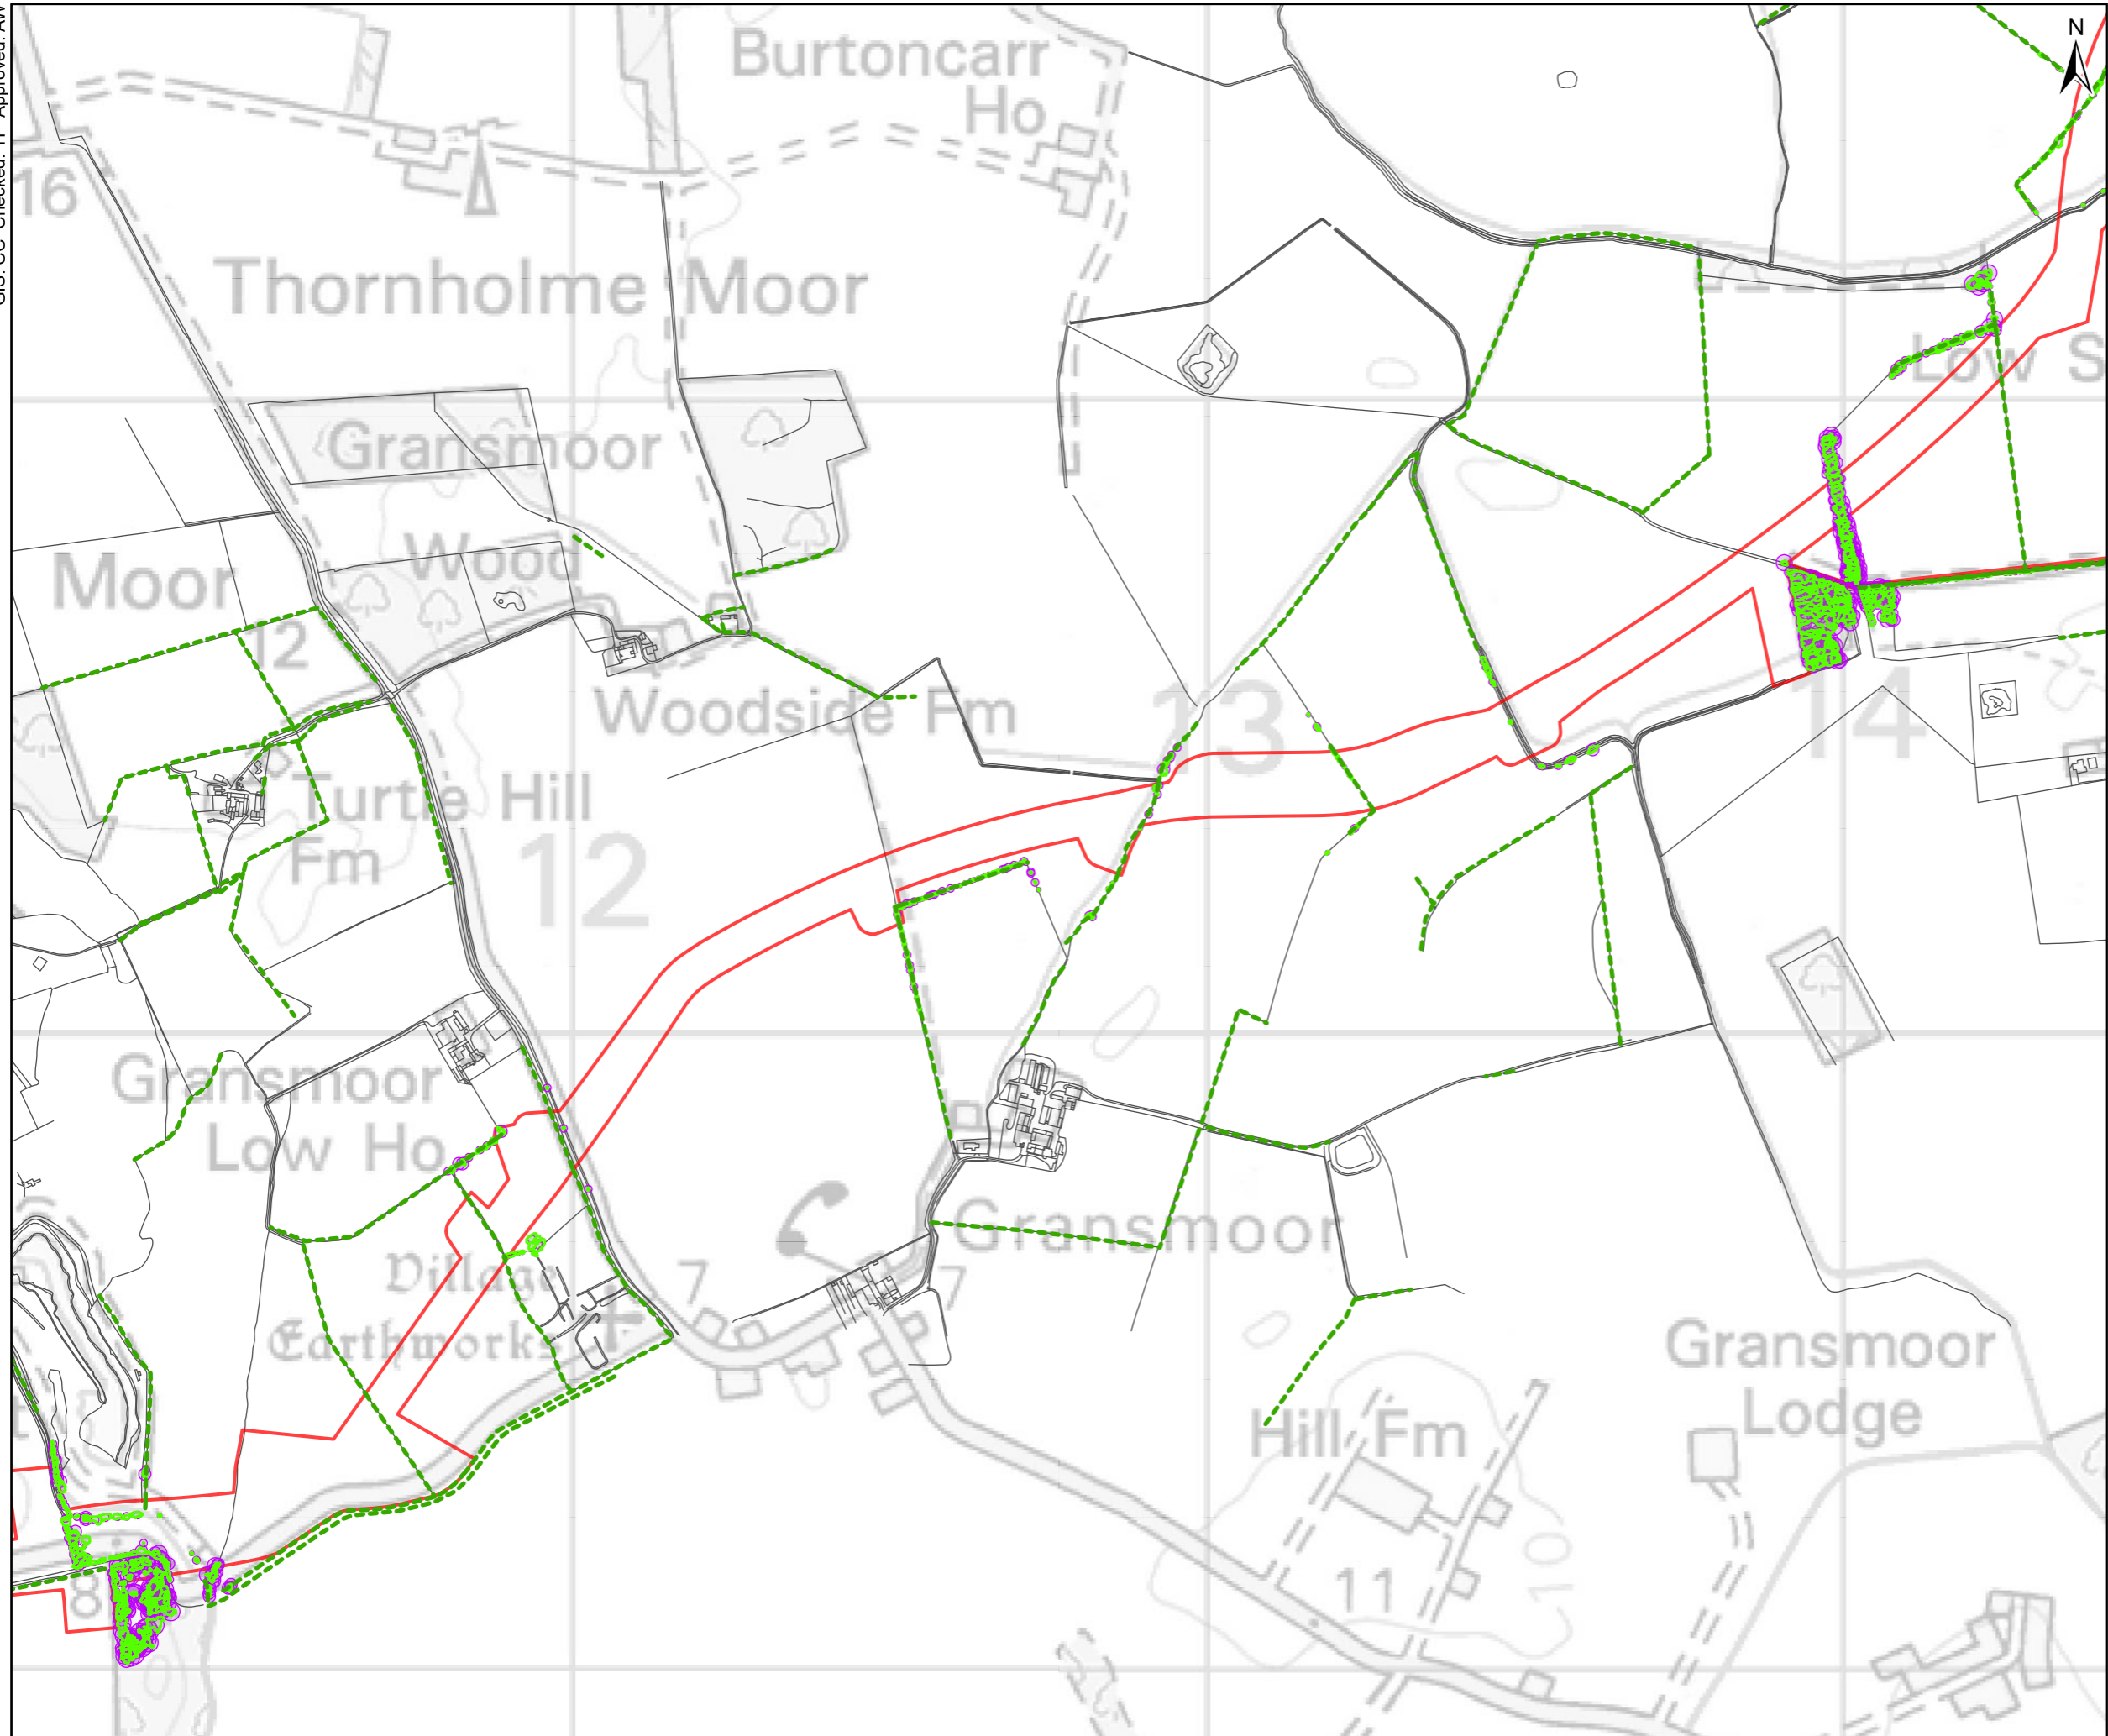 N
Burtoncarr
Ho
16
Thornholme Moor
Low S
Gransmoor
Wood
Moor
12
Woodside Fm
13
14
Turtle Hill
Fm
12
Gransmoor
Low Ho
Gransmoor
Village
Earthworks
7
7
Gransmoor
Lodge
Hill Fm
10
11
8